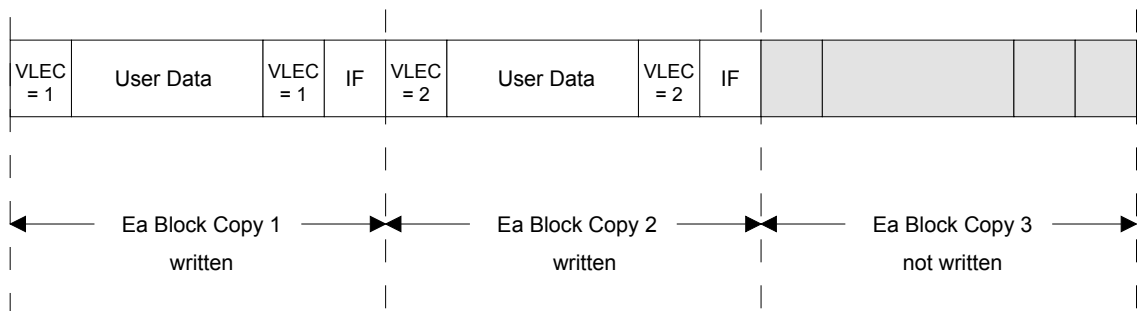 VLEC
= 1
User Data
VLEC
= 1
IF
VLEC
= 2
User Data
VLEC
= 2
IF
Ea Block Copy 1
written
Ea Block Copy 2
written
Ea Block Copy 3
not written